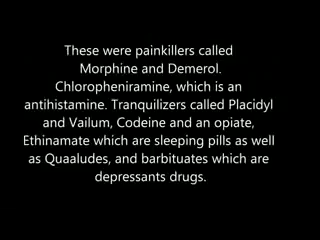 These were painkillers called
Morphine and Demerol.
Chloropheniramine, which is an
antihistamine. Tranquilizers called Placidyl
and Vailum, Codeine and an opiate,
Ethinamate which are sleeping pills as well
as Quaaludes, and barbituates which are
depressants drugs.